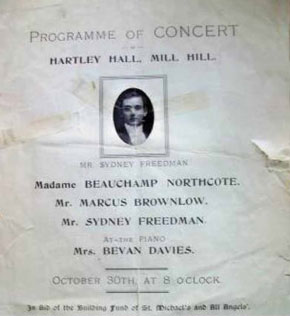 PROGRAMME OF CONCERT
HARTLEY HALL, MILL HILL.
MR. SYDNEY FREEDMAN
Madame BEAUCHAMP NORTHCOTE.
Mr. MARCUS BROWNLOW.
Mr. SYDNEY FREEDMAN.
AT-THE PIANO
Mrs. BEVAN DAVIES.
OCTOBER 30TH, AT 8 O'CLOCK.
In Aid of the Building Fund of St. Michael's and All Angels'.